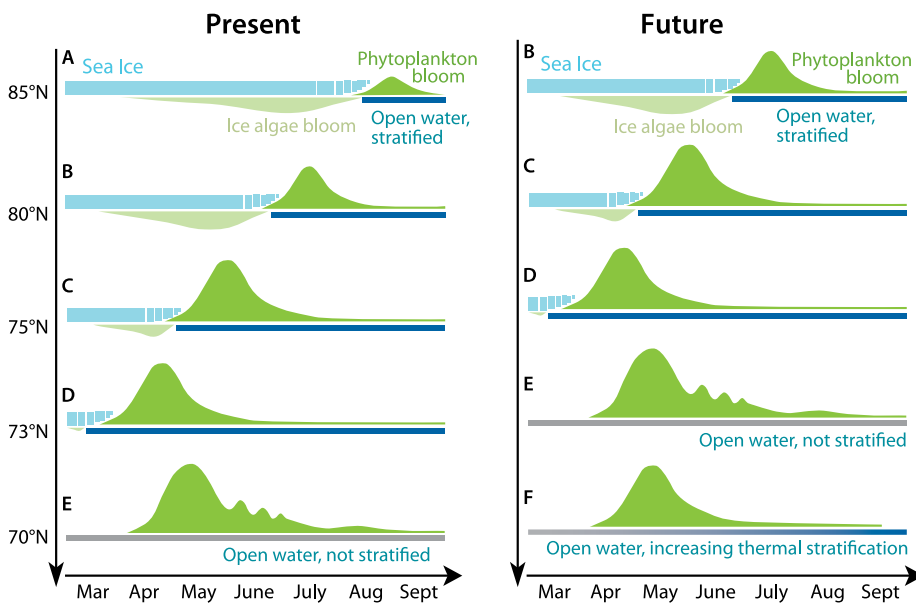 Present
A
Sea Ice
Phytoplankton
bloom
85°N
Ice algae bloom
Open water,
stratified
B
80°N
C
75°N
D
73°N
E
70°N
Open water, not stratified
Mar Apr May June July Aug Sept
Future
B
Sea Ice
Phytoplankton
bloom
Ice algae bloom
Open water,
stratified
C
D
E
Open water, not stratified
F
Open water, increasing thermal stratification
Mar Apr May June July Aug Sept